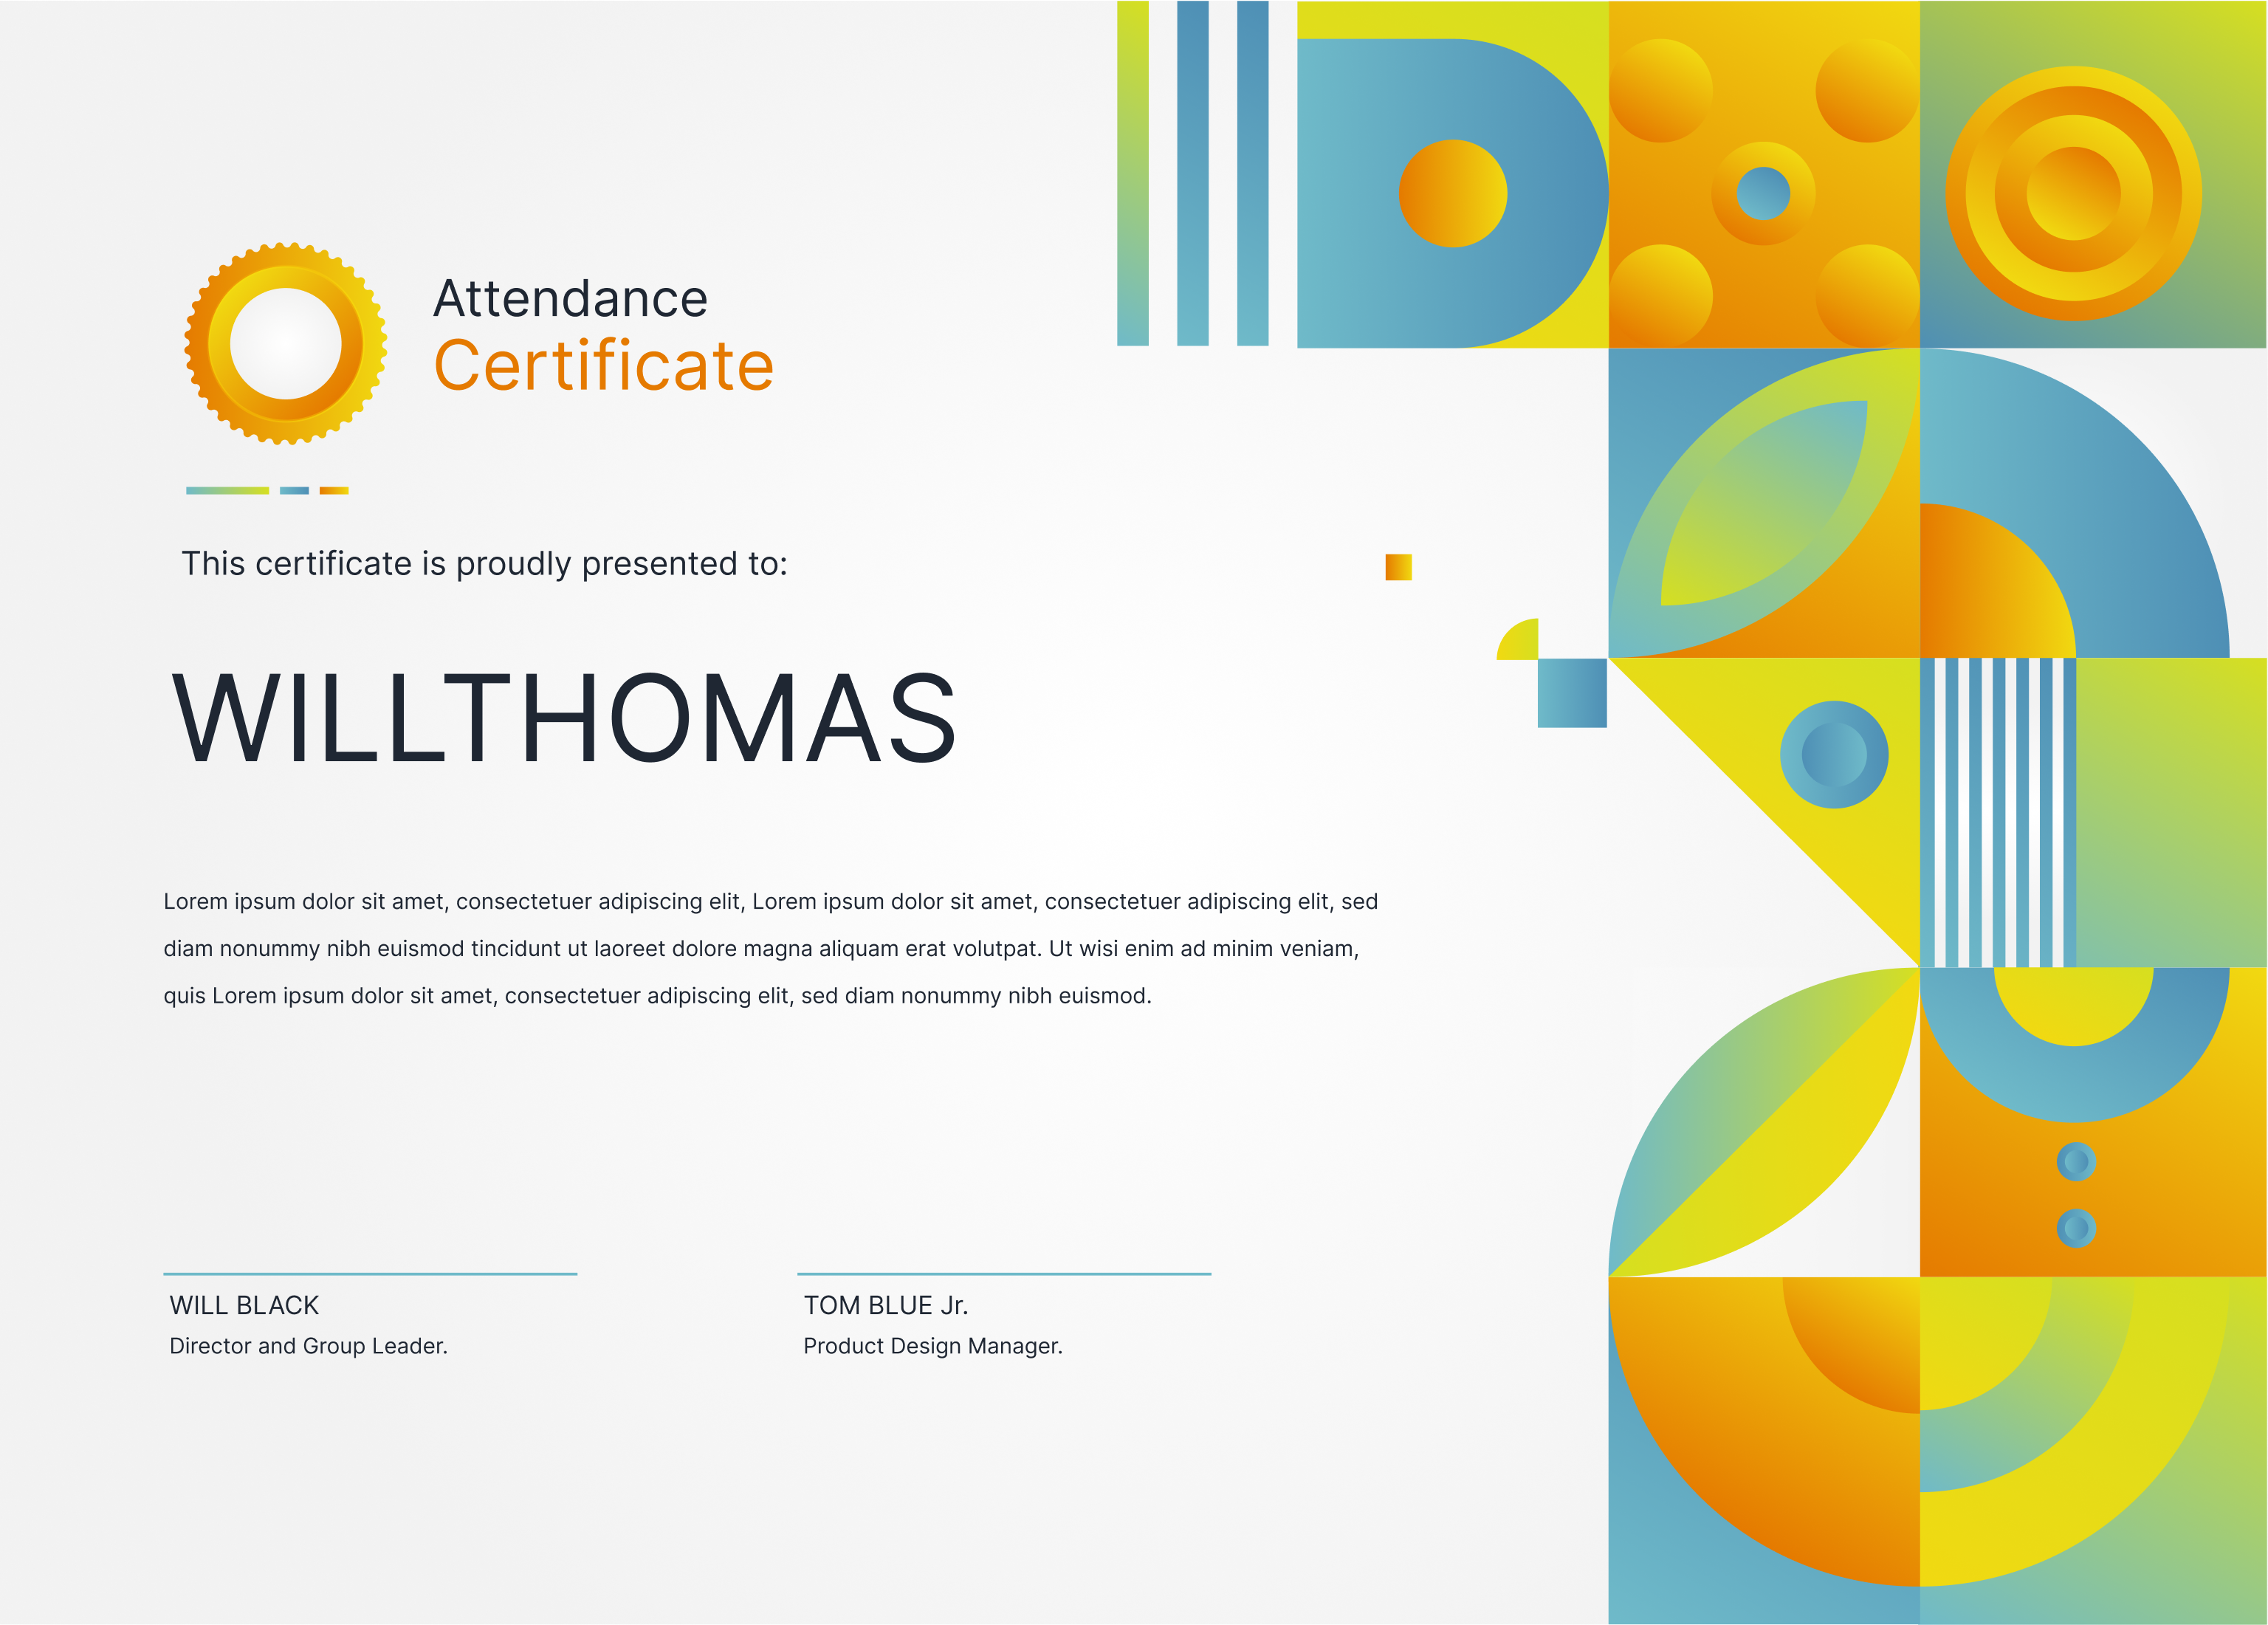 Attendance
Certificate
This certificate is proudly presented to:
WILLTHOMAS
Lorem ipsum dolor sit amet, consectetuer adipiscing elit, Lorem ipsum dolor sit amet, consectetuer adipiscing elit, sed
diam nonummy nibh euismod tincidunt ut laoreet dolore magna aliquam erat volutpat. Ut wisi enim ad minim veniam,
quis Lorem ipsum dolor sit amet, consectetuer adipiscing elit, sed diam nonummy nibh euismod.
WILL BLACK
Director and Group Leader.
TOM BLUE Jr.
Product Design Manager.